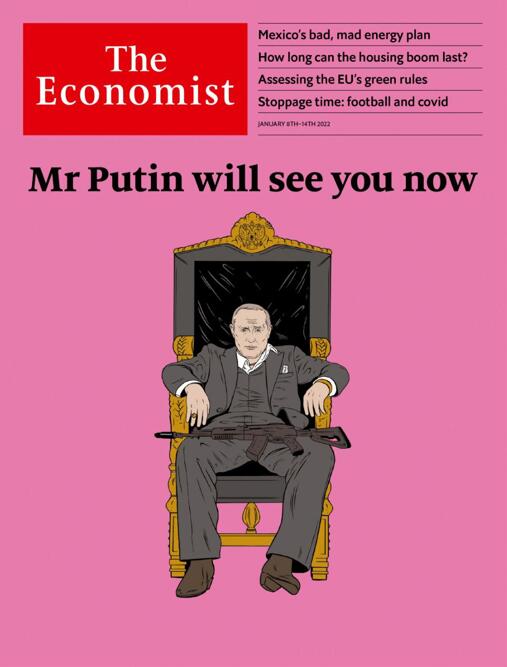 The
Economist
Mexico's bad, mad energy plan
How long can the housing boom last?
Assessing the EU's green rules
Stoppage time: football and covid
JANUARY 8TH–14TH 2022
Mr Putin will see you now